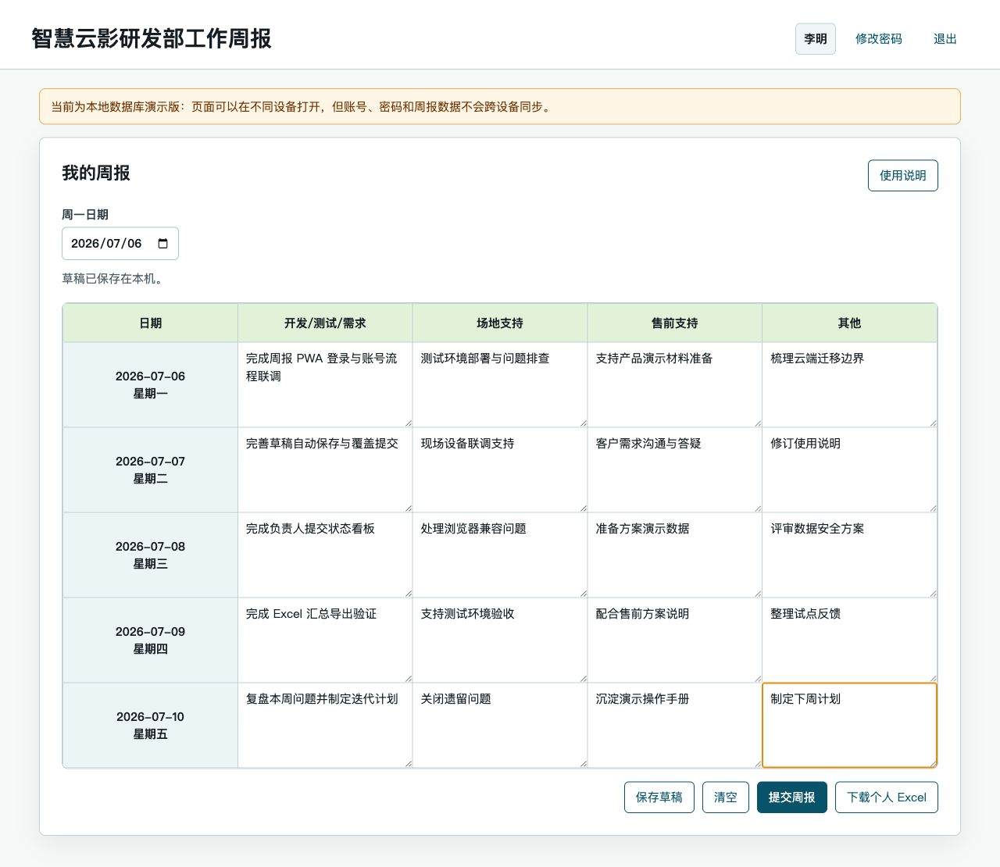 智慧云影研发部工作周报
李明 修改密码 退出
当前为本地数据库演示版：页面可以在不同设备打开，但账号、密码和周报数据不会跨设备同步。
我的周报
使用说明
周一日期
2026/07/06
草稿已保存在本机。
日期 开发/测试/需求 场地支持 售前支持 其他
2026-07-06
星期一
完成周报 PWA 登录与账号流
程联调
测试环境部署与问题排查
支持产品演示材料准备
梳理云端迁移边界
2026-07-07
星期二
完善草稿自动保存与覆盖提交
现场设备联调支持
客户需求沟通与答疑
修订使用说明
2026-07-08
星期三
完成负责人提交状态看板
处理浏览器兼容问题
准备方案演示数据
评审数据安全方案
2026-07-09
星期四
完成 Excel 汇总导出验证
支持测试环境验收
配合售前方案说明
整理试点反馈
2026-07-10
星期五
复盘本周问题并制定迭代计划
关闭遗留问题
沉淀演示操作手册
制定下周计划
保存草稿 清空 提交周报 下载个人 Excel